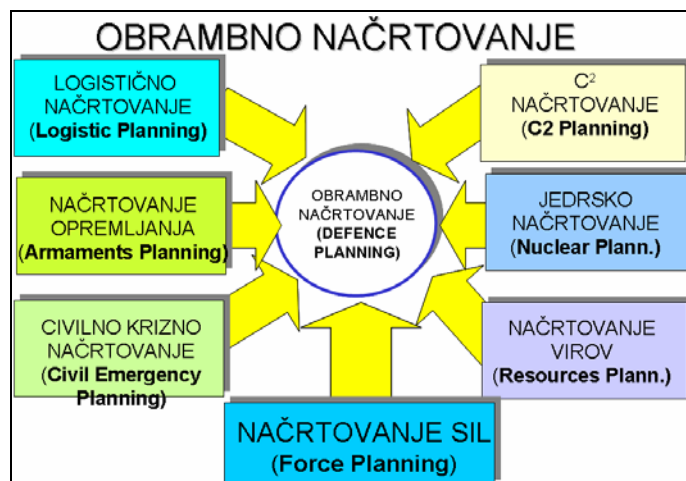 OBRAMBNO NAČRTOVANJE
LOGISTIČNO
NAČRTOVANJE
(Logistic Planning)
C²
NAČRTOVANJE
(C2 Planning)
NAČRTOVANJE
OPREMLJANJA
(Armaments Planning)
OBRAMBNO
NAČRTOVANJE
(DEFENCE
PLANNING)
JEDRSKO
NAČRTOVANJE
(Nuclear Plann.)
CIVILNO KRIZNO
NAČRTOVANJE
(Civil Emergency
Planning)
NAČRTOVANJE
VIROV
(Resources Plann.)
NAČRTOVANJE SIL
(Force Planning)